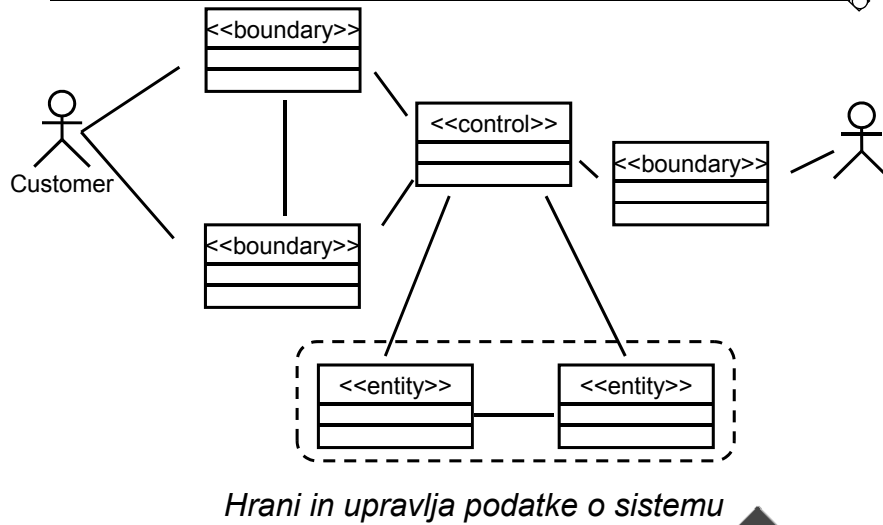 <<boundary>>
<<control>>
<<boundary>>
Customer
<<boundary>>
<<entity>>
<<entity>>
Hrani in upravlja podatke o sistemu